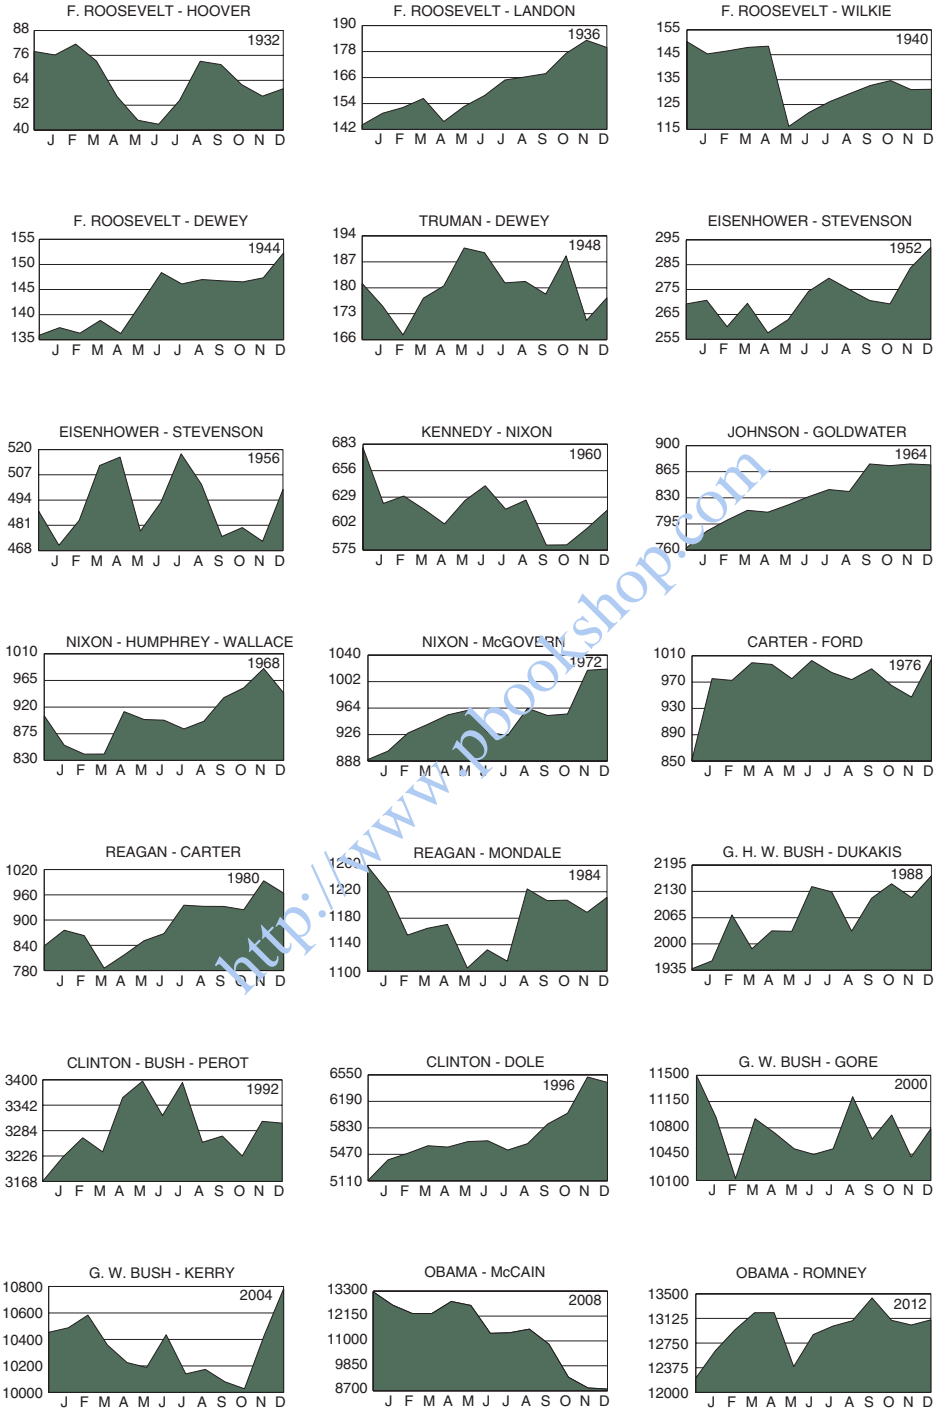 F. ROOSEVELT - HOOVER
1932
88
76
64
52
40
J F M A M J J A S O N D
F. ROOSEVELT - LANDON
1936
190
178
166
154
142
J F M A M J J A S O N D
F. ROOSEVELT - WILKIE
1940
155
145
135
125
115
J F M A M J J A S O N D
F. ROOSEVELT - DEWEY
1944
155
150
145
140
135
J F M A M J J A S O N D
TRUMAN - DEWEY
1948
194
187
180
173
166
J F M A M J J A S O N D
EISENHOWER - STEVENSON
1952
295
285
275
265
255
J F M A M J J A S O N D
EISENHOWER - STEVENSON
1956
520
507
494
481
468
J F M A M J J A S O N D
KENNEDY - NIXON
1960
683
656
629
602
575
J F M A M J J A S O N D
JOHNSON - GOLDWATER
1964
900
865
830
795
760
J F M A M J J A S O N D
NIXON - HUMPHREY - WALLACE
1968
1010
965
920
875
830
J F M A M J J A S O N D
NIXON - McGOVERN
1972
1040
1002
964
926
888
J F M A M J J A S O N D
CARTER - FORD
1976
1010
970
930
890
850
J F M A M J J A S O N D
REAGAN - CARTER
1980
1020
960
900
840
780
J F M A M J J A S O N D
REAGAN - MONDALE
1984
1260
1220
1180
1140
1100
J F M A M J J A S O N D
G. H. W. BUSH - DUKAKIS
1988
2195
2130
2065
2000
1935
J F M A M J J A S O N D
CLINTON - BUSH - PEROT
1992
3400
3342
3284
3226
3168
J F M A M J J A S O N D
CLINTON - DOLE
1996
6550
6190
5830
5470
5110
J F M A M J J A S O N D
G. W. BUSH - GORE
2000
11500
11150
10800
10450
10100
J F M A M J J A S O N D
G. W. BUSH - KERRY
2004
10800
10600
10400
10200
10000
J F M A M J J A S O N D
OBAMA - McCAIN
2008
13300
12150
11000
9850
8700
J F M A M J J A S O N D
OBAMA - ROMNEY
2012
13500
13125
12750
12375
12000
J F M A M J J A S O N D
http://www.pbookshop.com